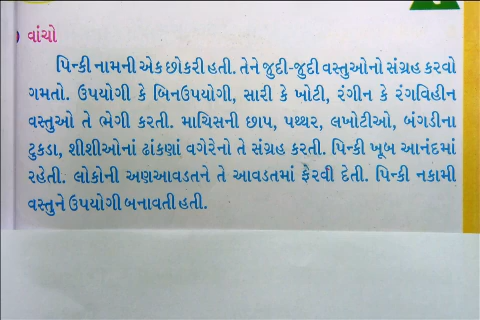 વાંચો
પિન્કી નામની એક છોકરી હતી. તેને જુદી-જુદી વસ્તુઓનો સંગ્રહ કરવો
ગમતો. ઉપયોગી કે બિનઉપયોગી, સારી કે ખોટી, રંગીન કે રંગવિહીન
વસ્તુઓ તે ભેગી કરતી. માચિસની છાપ, પથ્થર, લખોટીઓ, બંગડીના
ટુકડા, શીશીઓનાં ઢાંકણાં વગેરેનો તે સંગ્રહ કરતી. પિન્કી ખૂબ આનંદમાં
રહેતી. લોકોની અણઆવડતને તે આવડતમાં ફેરવી દેતી. પિન્કી નકામી
વસ્તુને ઉપયોગી બનાવતી હતી.